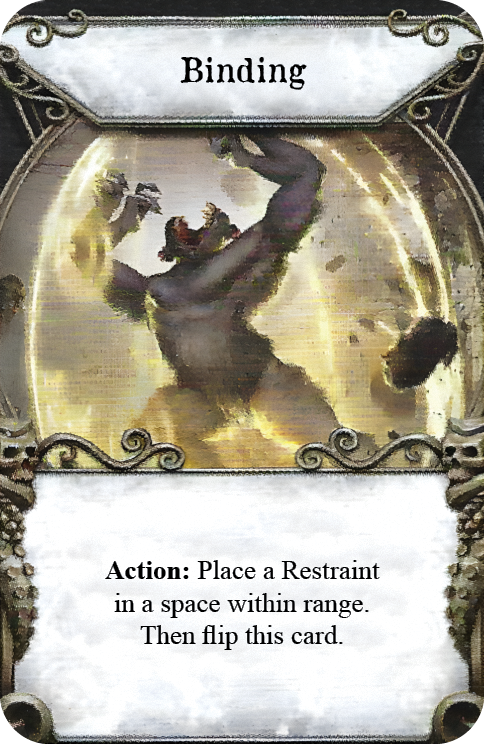 Binding
Action: Place a Restraint
in a space within range.
Then flip this card.